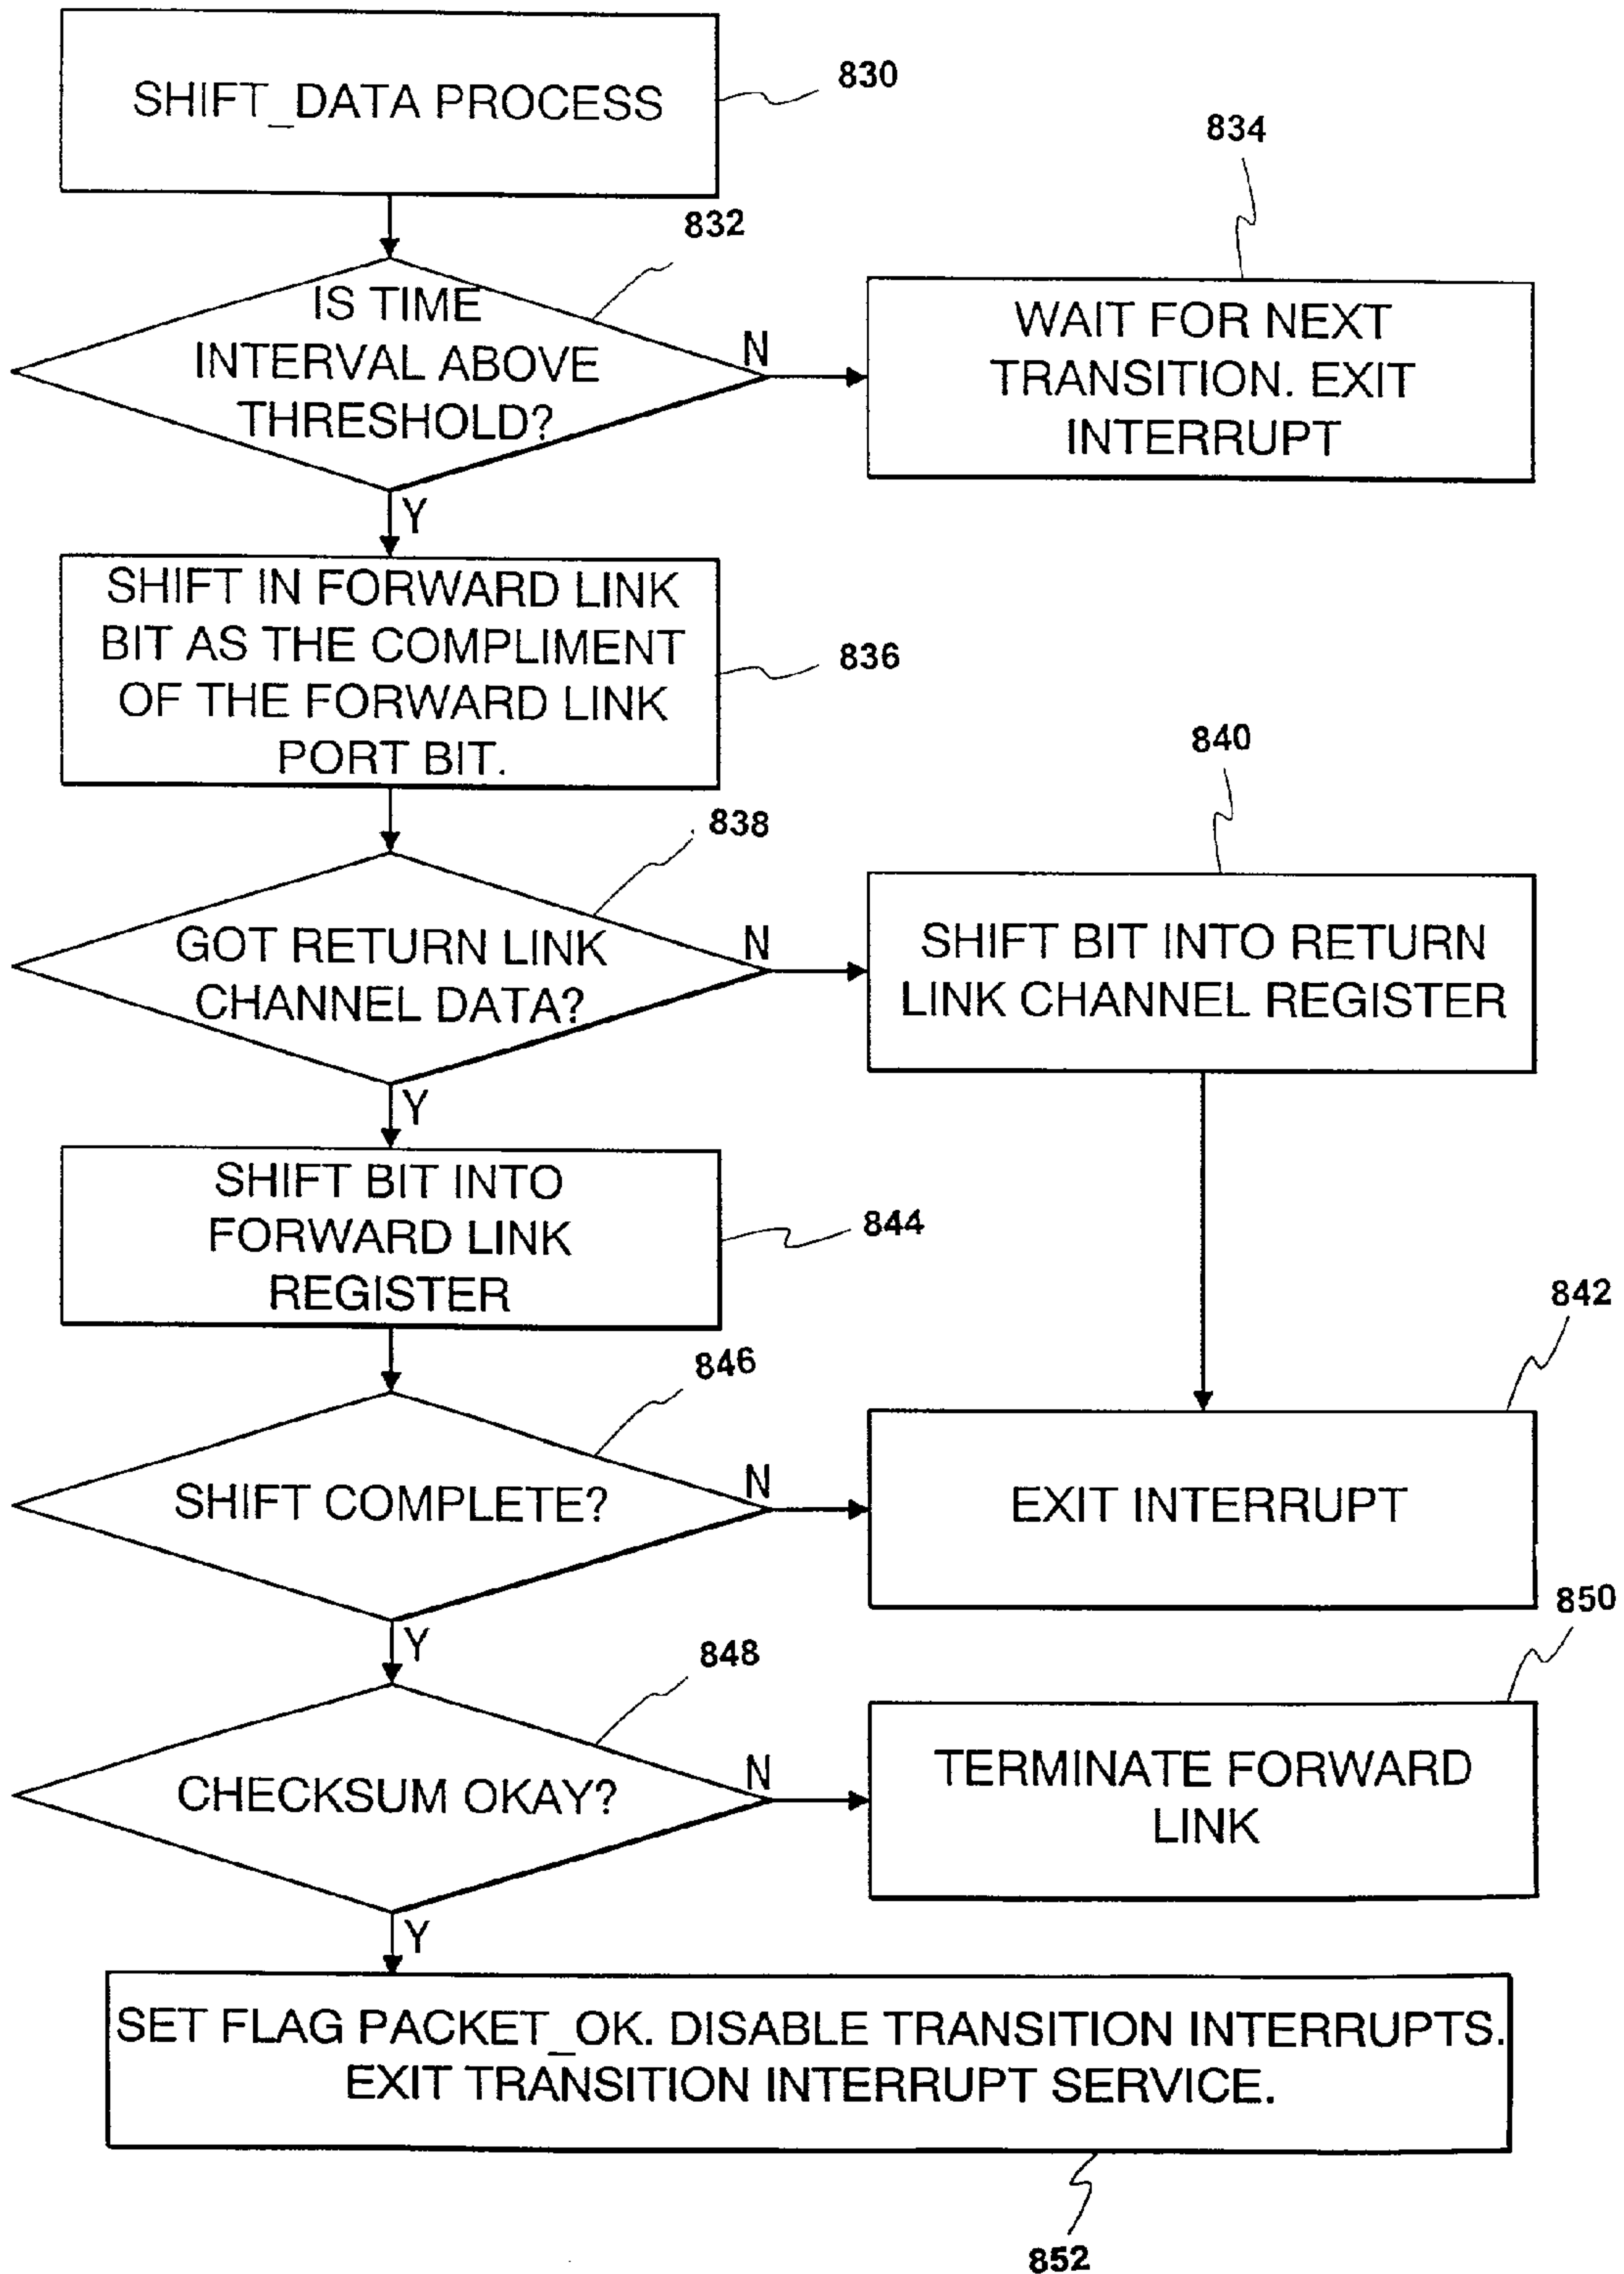 SHIFT_DATA PROCESS
830
834
832
IS TIME
INTERVAL ABOVE
THRESHOLD?
N
WAIT FOR NEXT
TRANSITION. EXIT
INTERRUPT
Y
SHIFT IN FORWARD LINK
BIT AS THE COMPLIMENT
OF THE FORWARD LINK
PORT BIT.
836
840
838
GOT RETURN LINK
CHANNEL DATA?
N
SHIFT BIT INTO RETURN
LINK CHANNEL REGISTER
Y
SHIFT BIT INTO
FORWARD LINK
REGISTER
844
842
846
SHIFT COMPLETE?
N
EXIT INTERRUPT
850
Y
848
CHECKSUM OKAY?
N
TERMINATE FORWARD
LINK
Y
SET FLAG PACKET_OK. DISABLE TRANSITION INTERRUPTS.
EXIT TRANSITION INTERRUPT SERVICE.
852